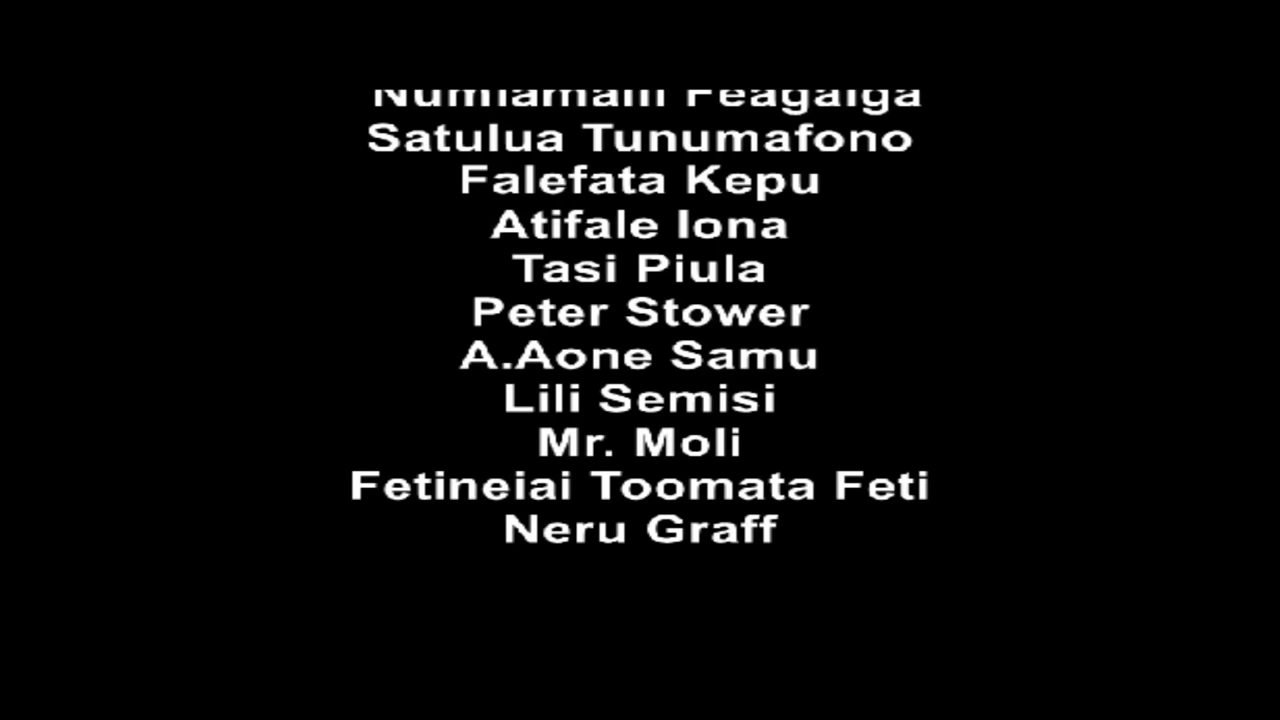 Feagaiga
Satulua Tunumafono
Falefata Kepu
Atifale Iona
Tasi Piula
Peter Stower
A.Aone Samu
Lili Semisi
Mr. Moli
Fetineiai Toomata Feti
Neru Graff